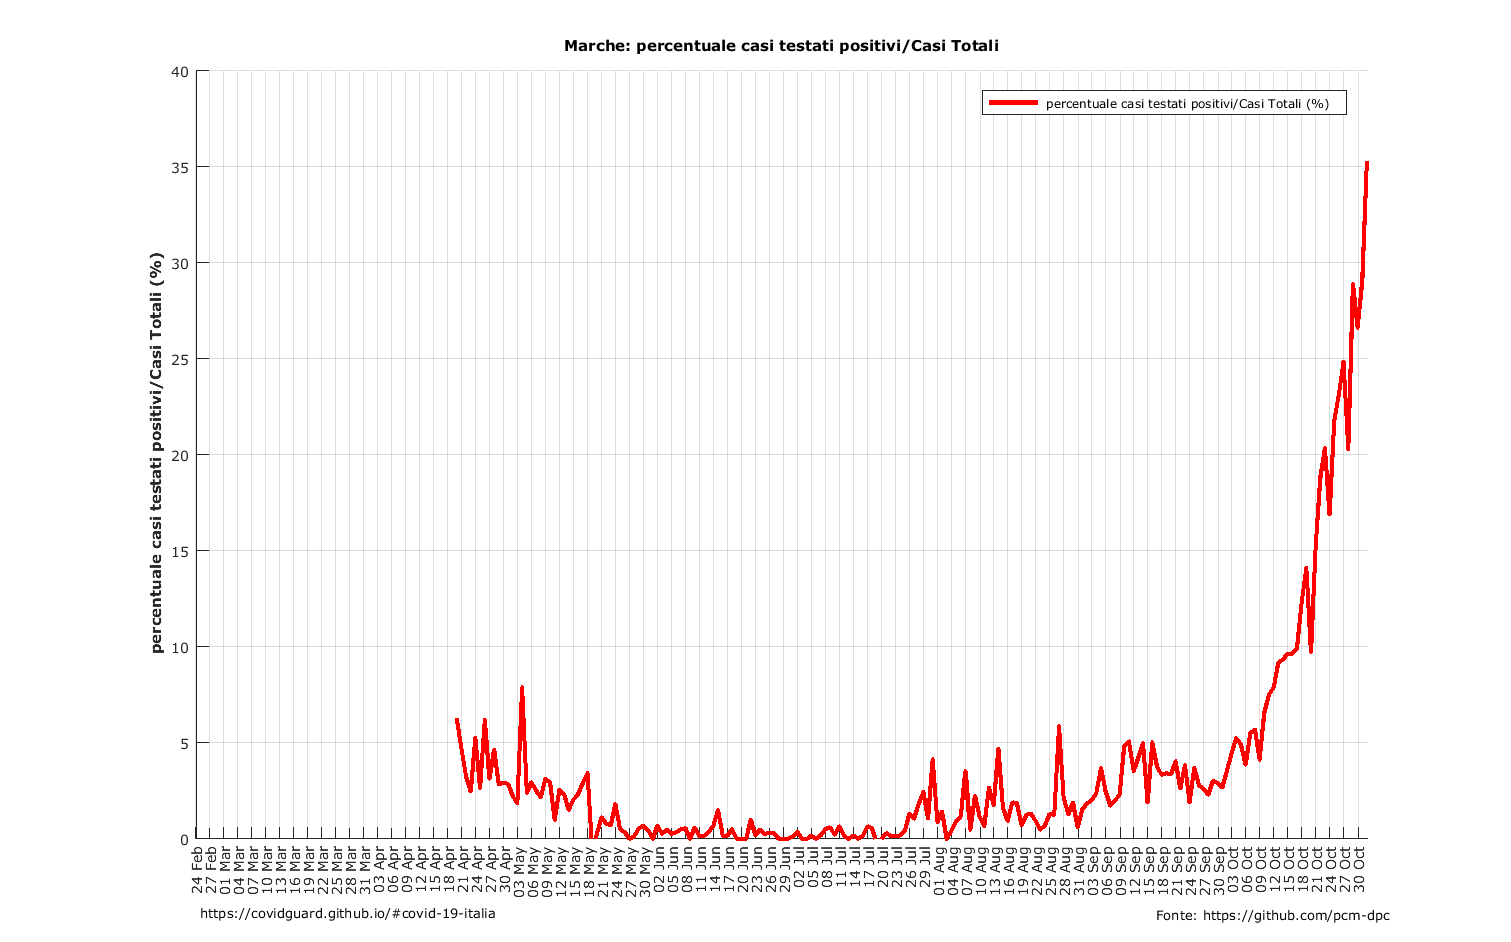 Marche: percentuale casi testati positivi/Casi Totali
percentuale casi testati positivi/Casi Totali (%)
percentuale casi testati positivi/Casi Totali (%)
40
35
30
25
20
15
10
5
0
24 Feb
27 Feb
01 Mar
04 Mar
07 Mar
10 Mar
13 Mar
16 Mar
19 Mar
22 Mar
25 Mar
28 Mar
31 Mar
03 Apr
06 Apr
09 Apr
12 Apr
15 Apr
18 Apr
21 Apr
24 Apr
27 Apr
30 Apr
03 May
06 May
09 May
12 May
15 May
18 May
21 May
24 May
27 May
30 May
02 Jun
05 Jun
08 Jun
11 Jun
14 Jun
17 Jun
20 Jun
23 Jun
26 Jun
29 Jun
02 Jul
05 Jul
08 Jul
11 Jul
14 Jul
17 Jul
20 Jul
23 Jul
26 Jul
29 Jul
01 Aug
04 Aug
07 Aug
10 Aug
13 Aug
16 Aug
19 Aug
22 Aug
25 Aug
28 Aug
31 Aug
03 Sep
06 Sep
09 Sep
12 Sep
15 Sep
18 Sep
21 Sep
24 Sep
27 Sep
30 Sep
03 Oct
06 Oct
09 Oct
12 Oct
15 Oct
18 Oct
21 Oct
24 Oct
27 Oct
30 Oct
https://covidguard.github.io/#covid-19-italia
Fonte: https://github.com/pcm-dpc